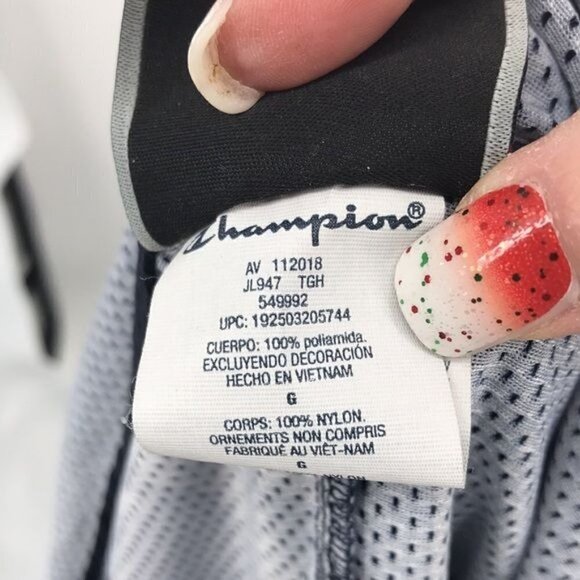 Champion®
AV 112018
JL947 TGH
549992
UPC: 192503205744
CUERPO: 100% poliamida.
EXCLUYENDO DECORACIÓN
HECHO EN VIETNAM
G
CORPS: 100% NYLON.
ORNEMENTS NON COMPRIS
FABRIQUÉ AU VIÊT-NAM
G